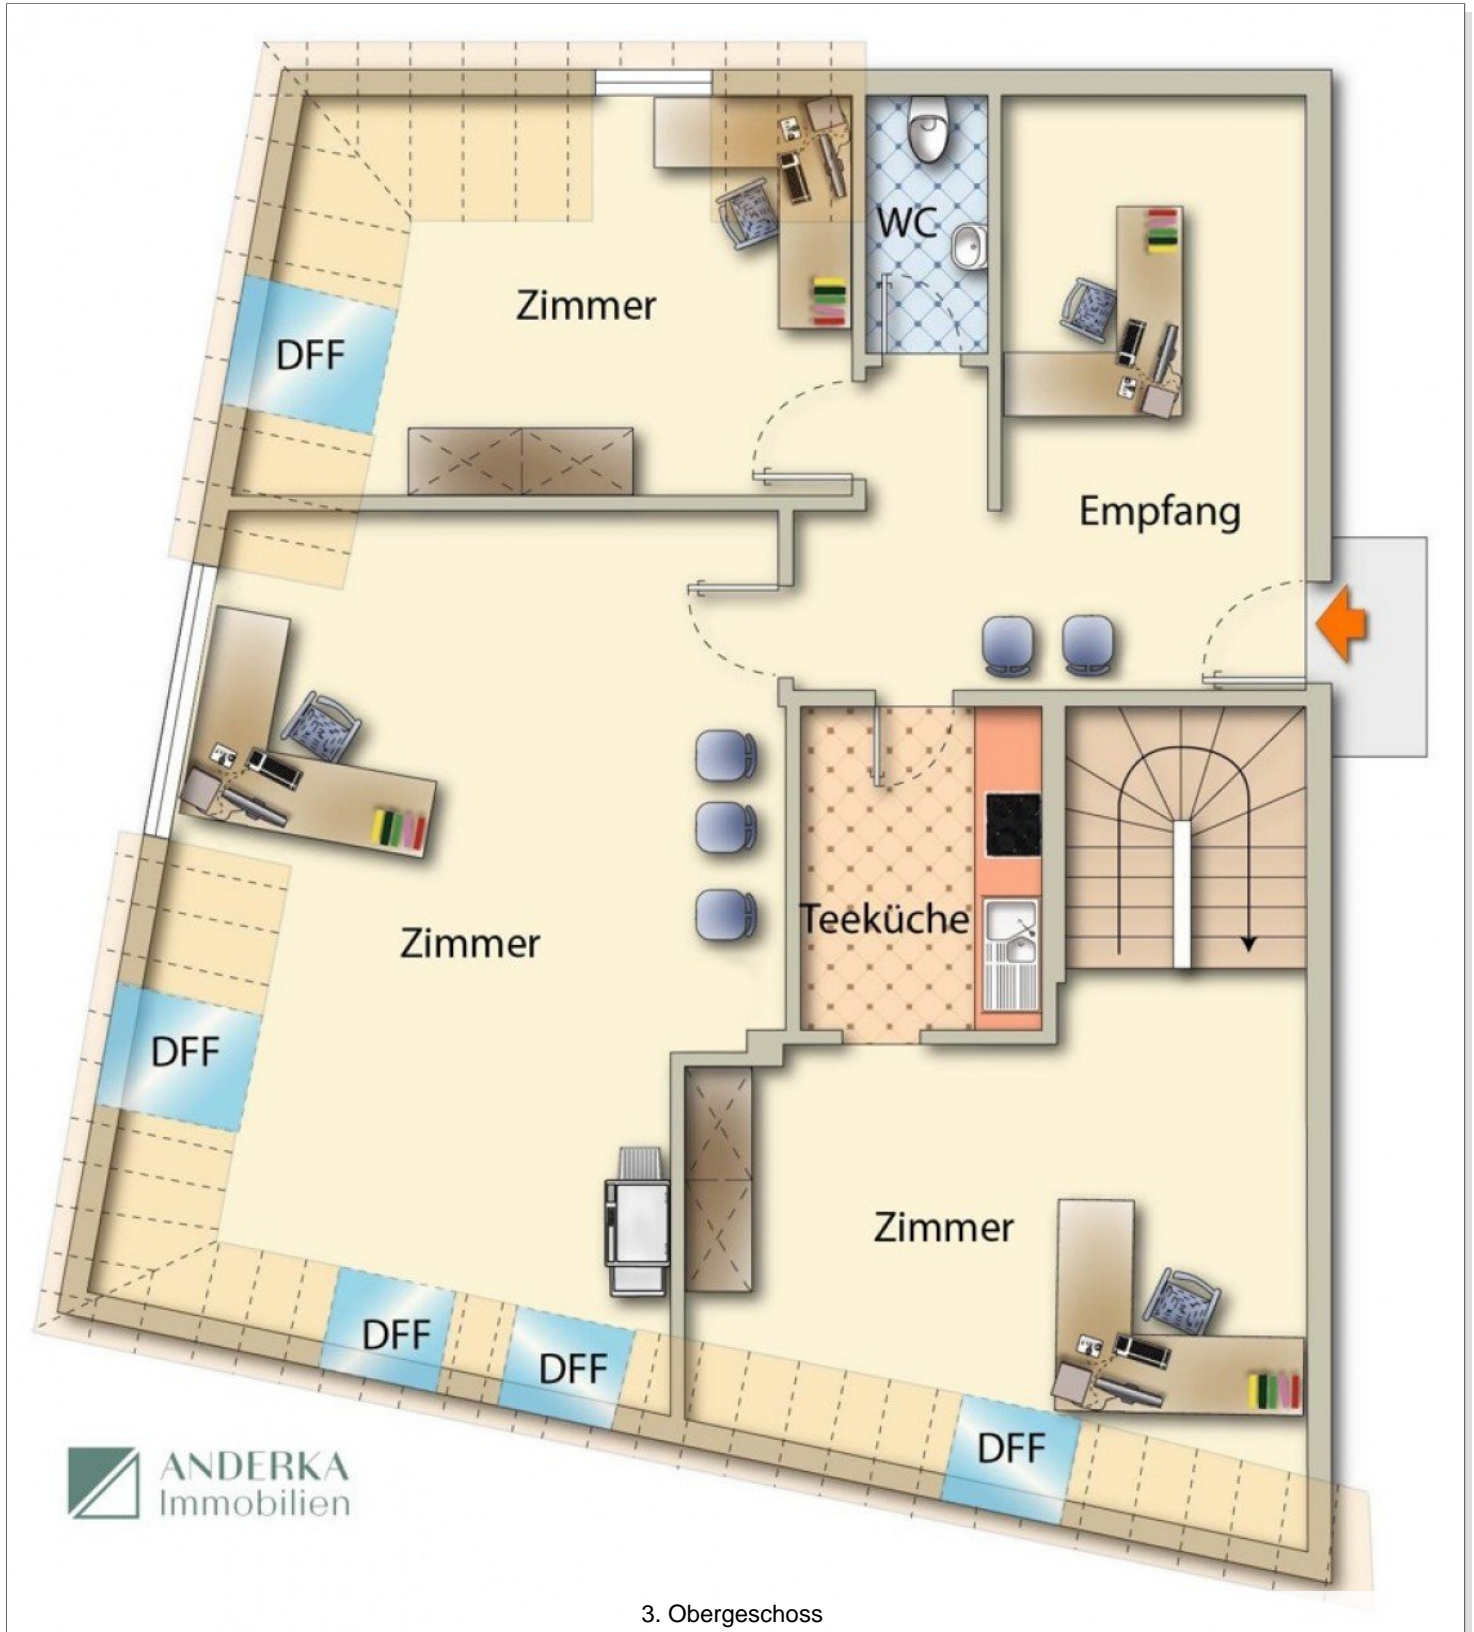 WC
Zimmer
DFF
Empfang
Zimmer
Teeküche
DFF
Zimmer
DFF
DFF
DFF
ANDERKA
Immobilien
3. Obergeschoss